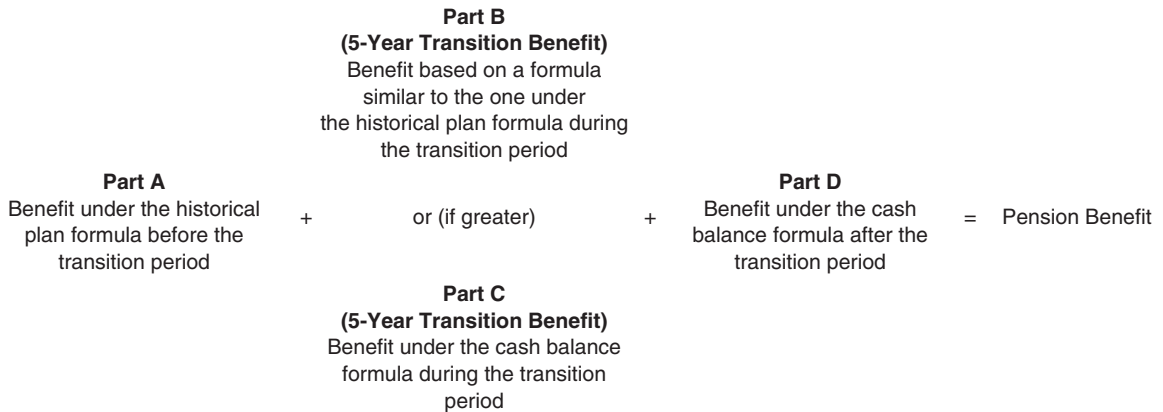 Part B
(5-Year Transition Benefit)
Benefit based on a formula
similar to the one under
the historical plan formula during
the transition period
Part A
Benefit under the historical
plan formula before the
transition period
+
or (if greater)
+
Part D
Benefit under the cash
balance formula after the
transition period
=
Pension Benefit
Part C
(5-Year Transition Benefit)
Benefit under the cash balance
formula during the transition
period